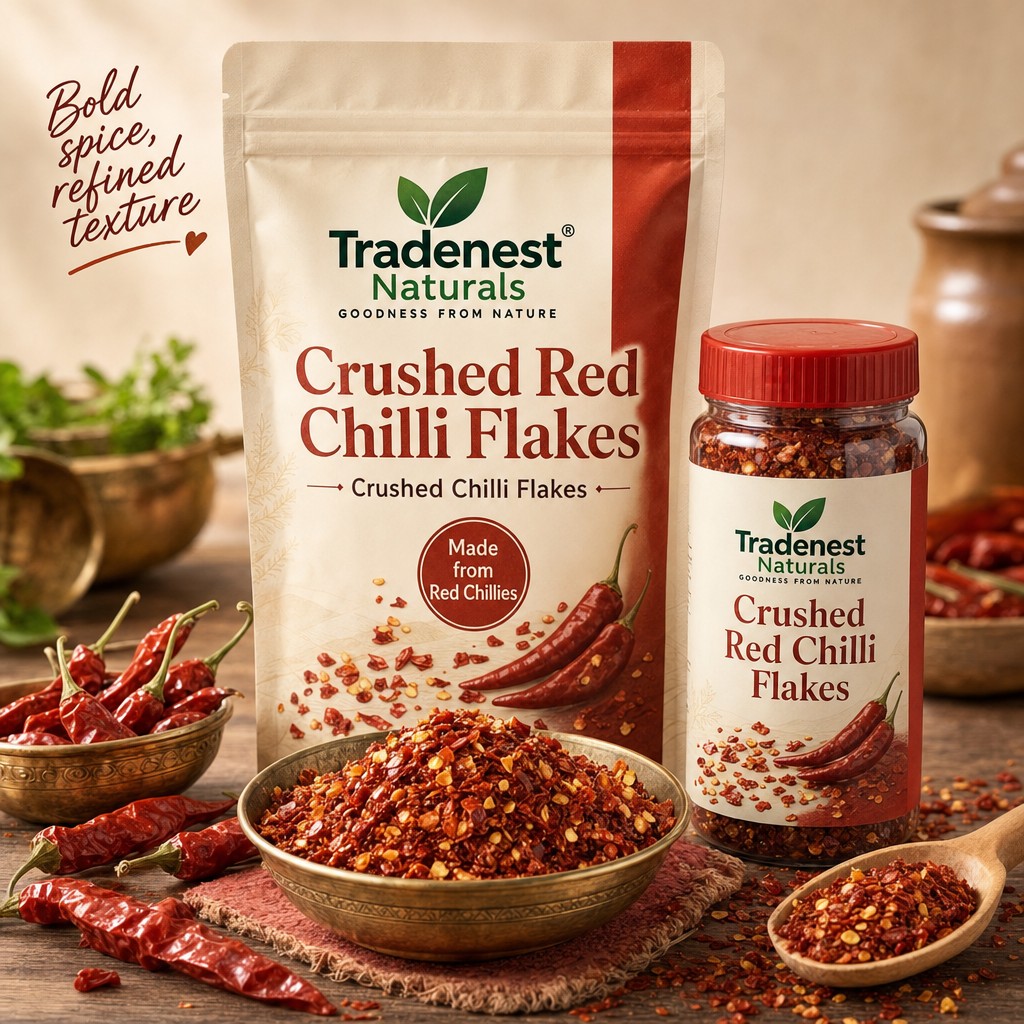 Bold
spice,
refined
texture
Tradenest®
Naturals
GOODNESS FROM NATURE
Crushed Red
Chilli Flakes
Crushed Chilli Flakes
Made
from
Red Chillies
Tradenest
Naturals
GOODNESS FROM NATURE
Crushed
Red Chilli
Flakes